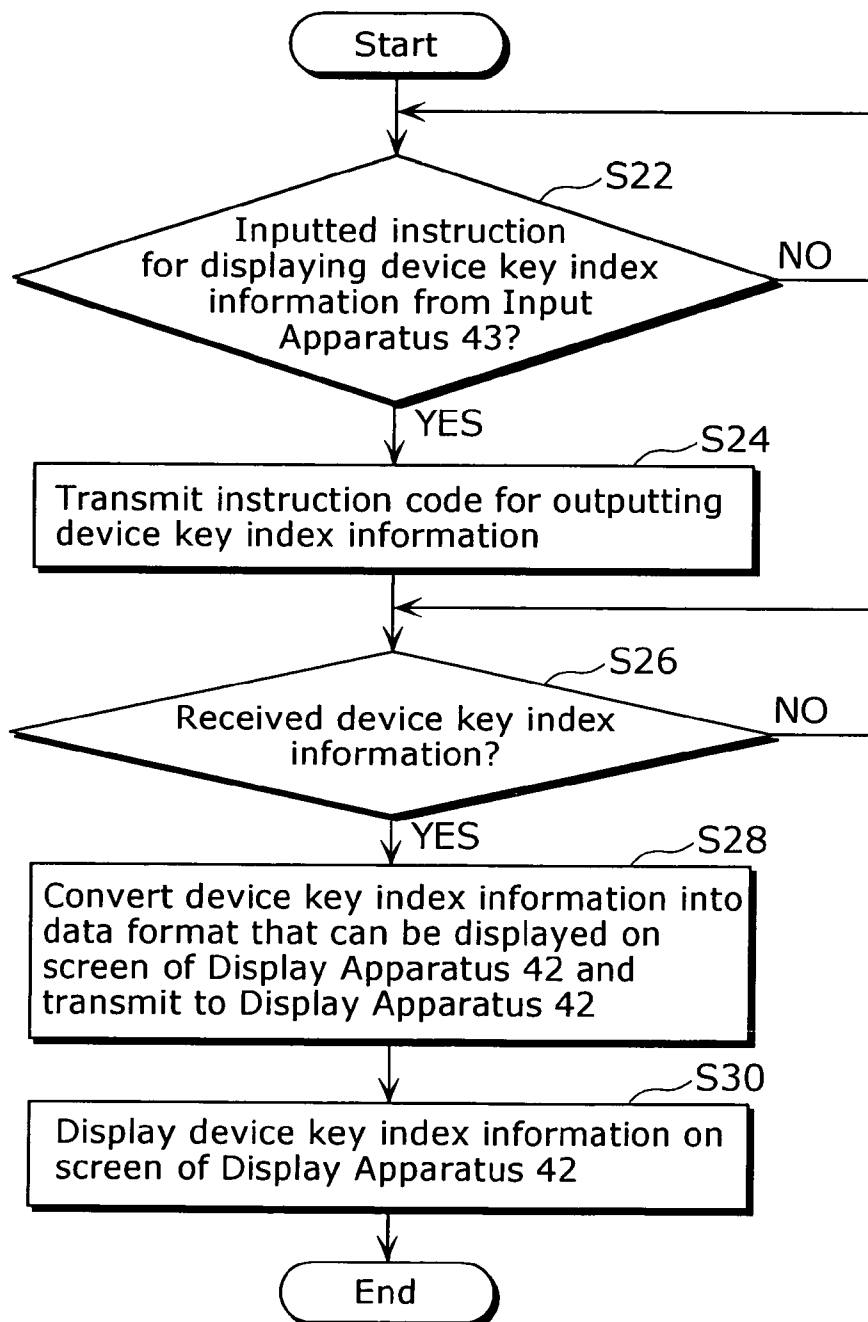 Start
S22
Inputted instruction
for displaying device key index
information from Input
Apparatus 43?
NO
YES
S24
Transmit instruction code for outputting
device key index information
S26
Received device key index
information?
NO
YES
S28
Convert device key index information into
data format that can be displayed on
screen of Display Apparatus 42 and
transmit to Display Apparatus 42
S30
Display device key index information on
screen of Display Apparatus 42
End